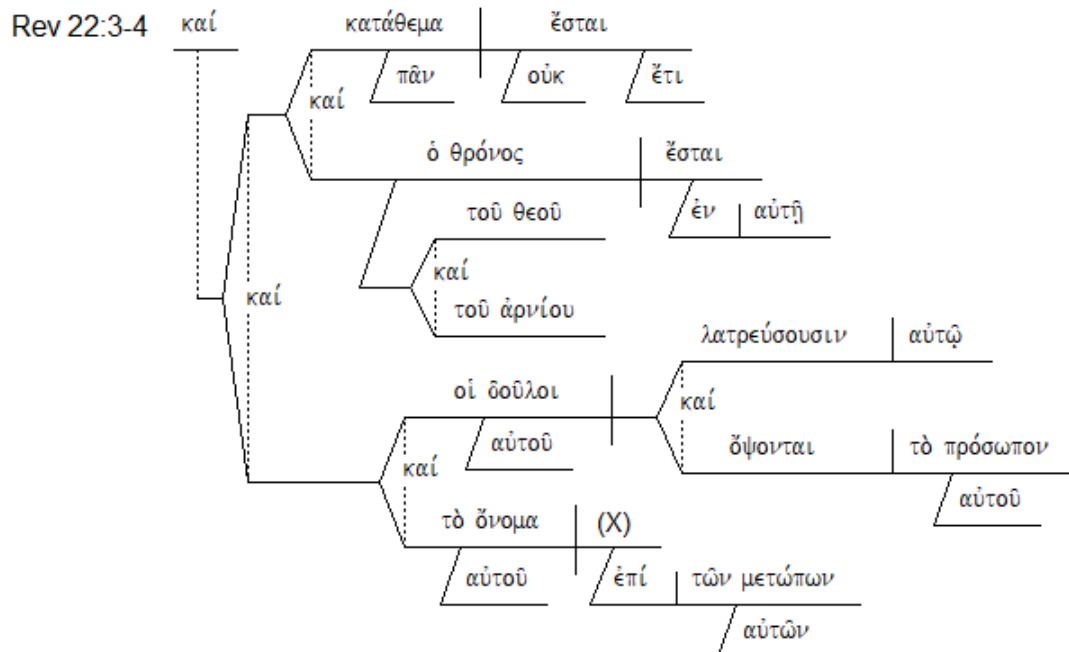 Rev 22:3-4 καί κατάθεμα ἔσται
πᾶν οὐκ ἔτι
καί
ὁ θρόνος ἔσται
τοῦ θεοῦ ἐν αὐτῇ
καί
καί
τοῦ ἀρνίου
λατρεύσουσιν αὐτῷ
οἱ δοῦλοι καί
αὐτοῦ ὄψονται τὸ πρόσωπον
καί
αὐτοῦ
τὸ ὄνομα (X)
αὐτοῦ ἐπί τῶν μετώπων
αὐτῶν